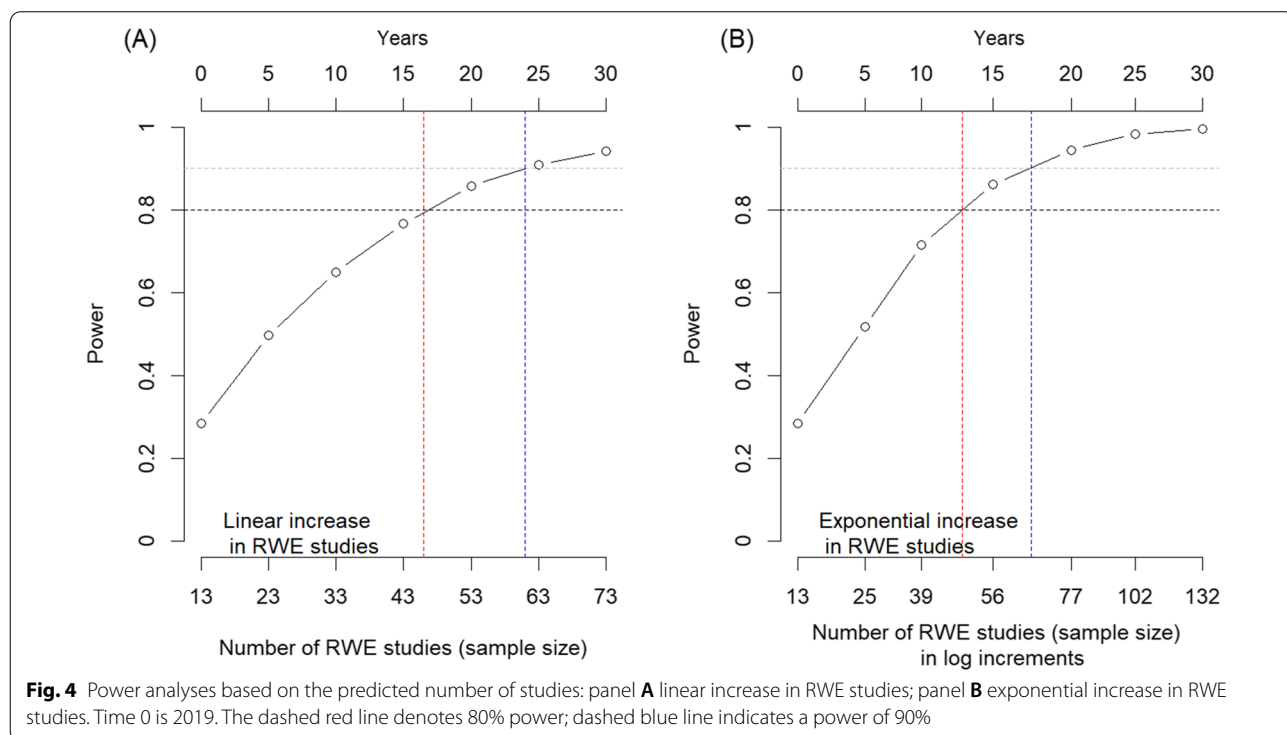 (A)
Years
0 5 10 15 20 25 30
Power
1
0.8
0.6
0.4
0.2
0
Linear increase
in RWE studies
13 23 33 43 53 63 73
Number of RWE studies (sample size)
(B)
Years
0 5 10 15 20 25 30
Power
1
0.8
0.6
0.4
0.2
0
Exponential increase
in RWE studies
13 25 39 56 77 102 132
Number of RWE studies (sample size)
in log increments
Fig. 4 Power analyses based on the predicted number of studies: panel A linear increase in RWE studies; panel B exponential increase in RWE
studies. Time 0 is 2019. The dashed red line denotes 80% power; dashed blue line indicates a power of 90%